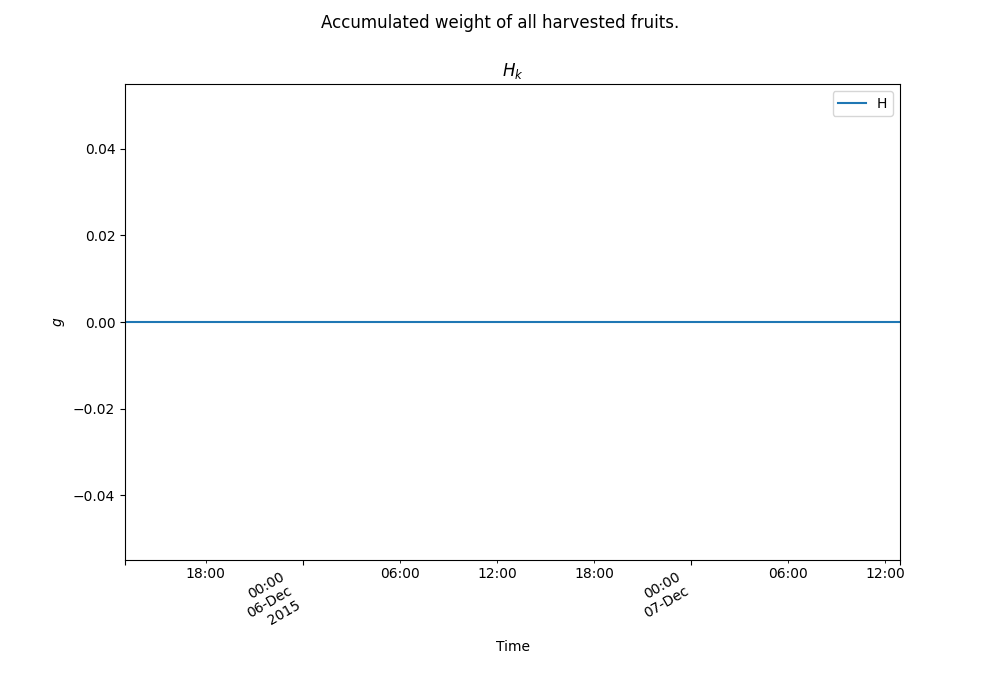 Accumulated weight of all harvested fruits.
H_k
H
0.04
0.02
0.00
−0.02
−0.04
g
18:00
00:00
06-Dec
2015
06:00
12:00
18:00
00:00
07-Dec
06:00
12:00
Time